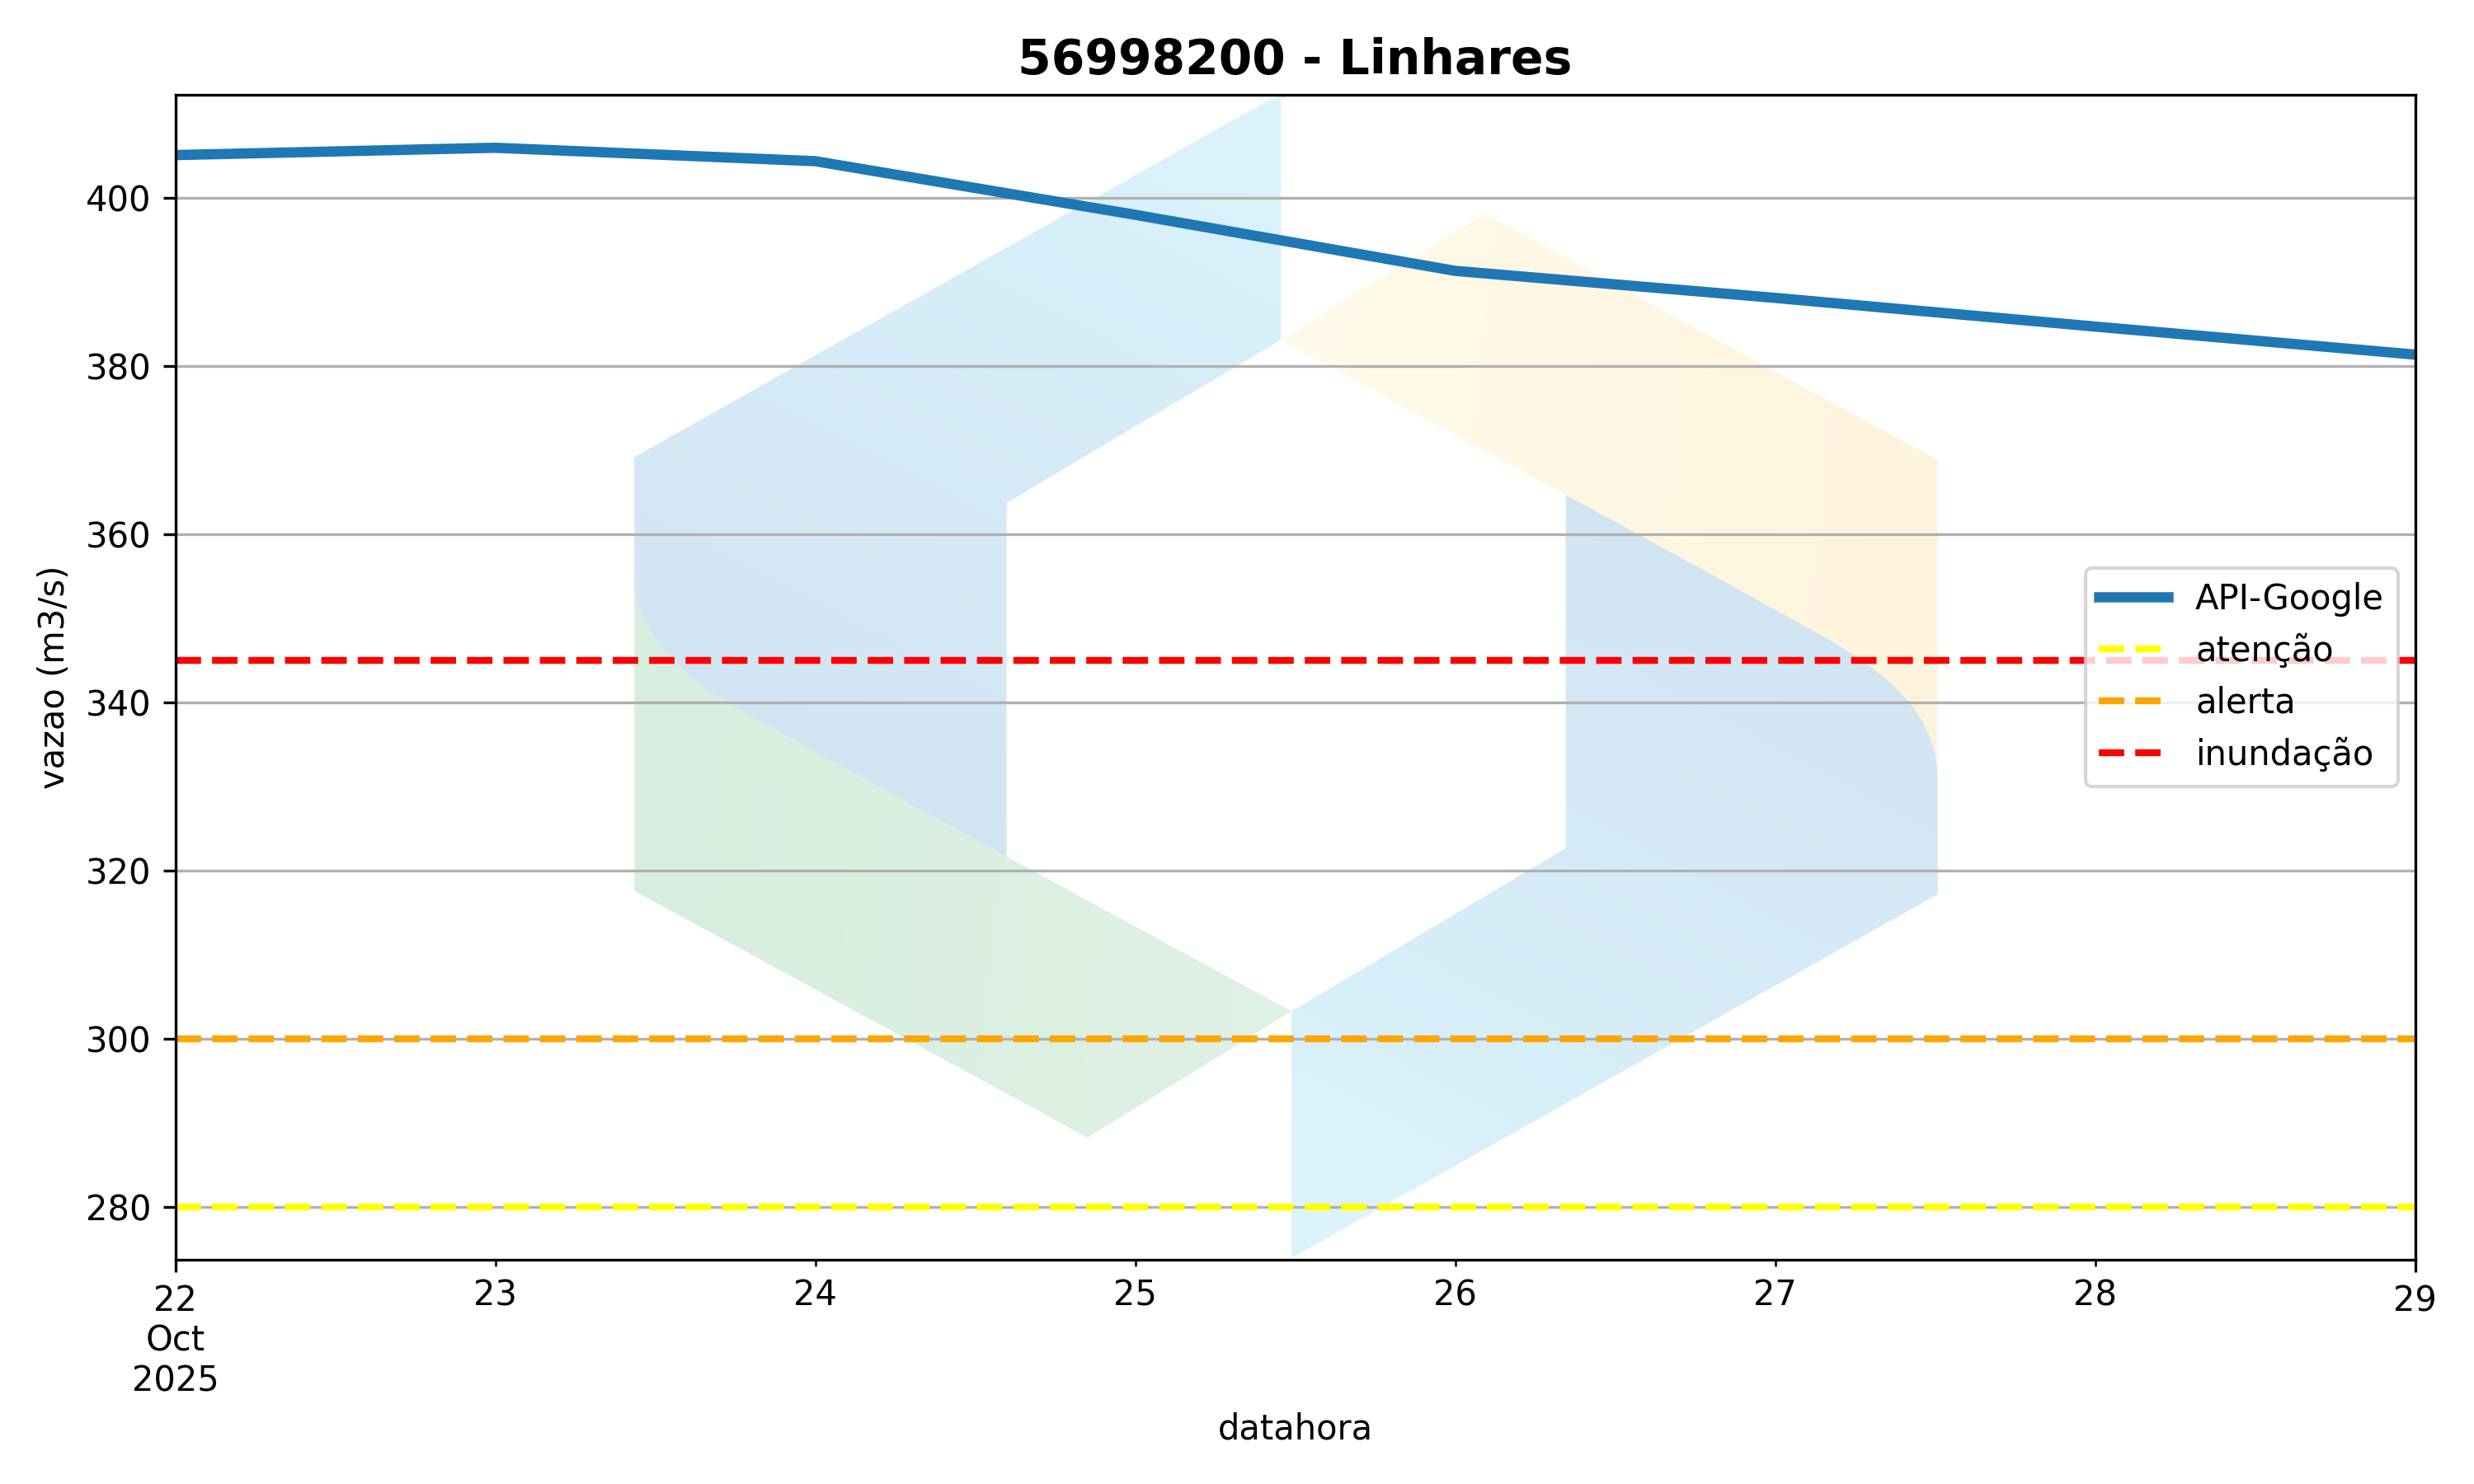 56998200 - Linhares
vazao (m3/s)
400
380
360
340
320
300
280
API-Google
atenção
alerta
inundação
22 23 24 25 26 27 28 29
Oct
2025
datahora